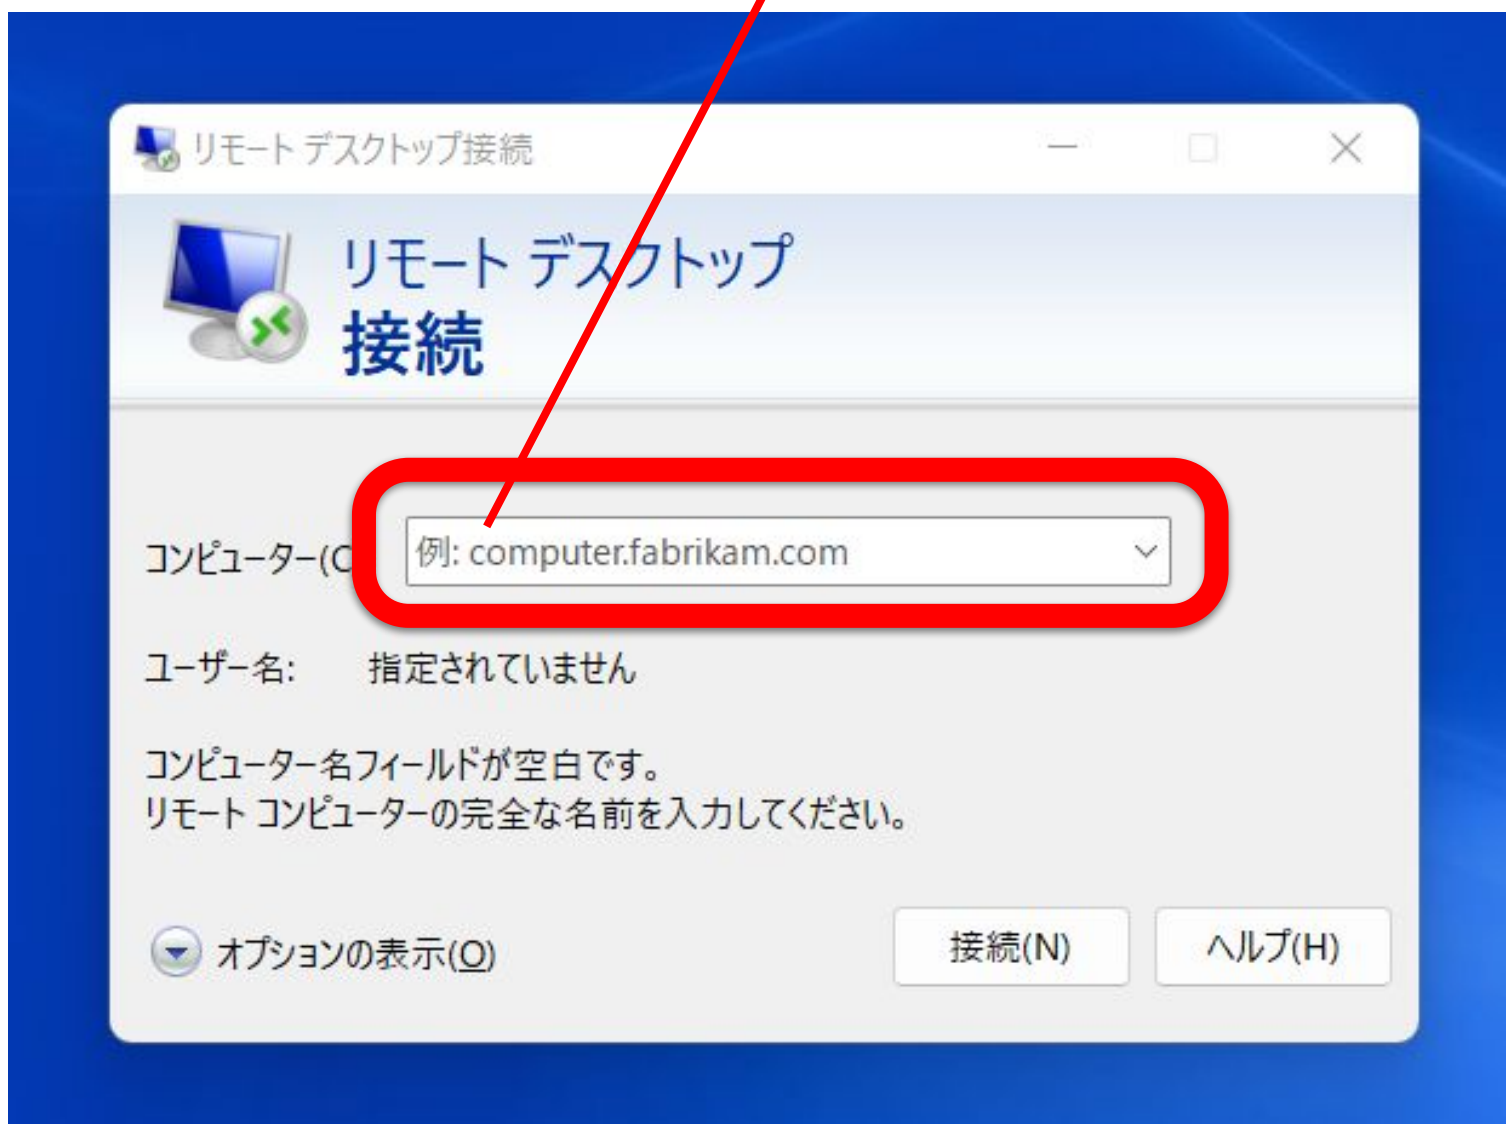 リモート デスクトップ接続
リモート デスクトップ
接続
コンピューター(C
例: computer.fabrikam.com
ユーザー名: 指定されていません
コンピューター名フィールドが空白です。
リモート コンピューターの完全な名前を入力してください。
オプションの表示(O)
接続(N)
ヘルプ(H)